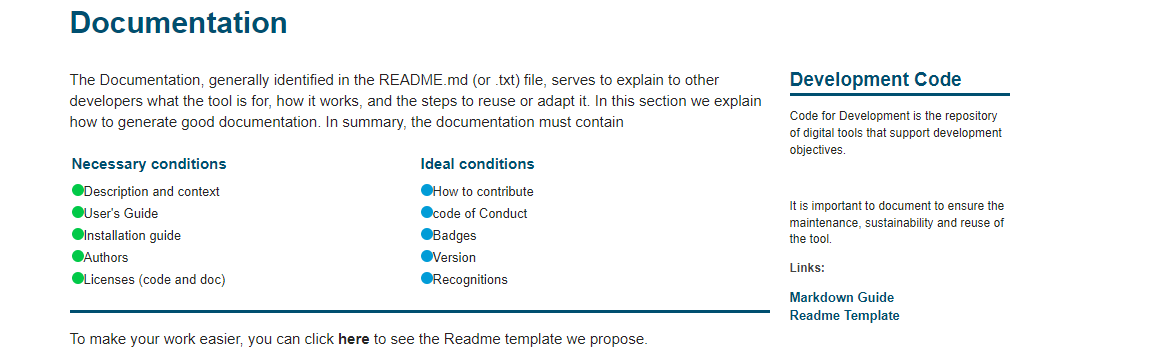 Documentation
The Documentation, generally identified in the README.md (or .txt) file, serves to explain to other
developers what the tool is for, how it works, and the steps to reuse or adapt it. In this section we explain
how to generate good documentation. In summary, the documentation must contain
Necessary conditions
Description and context
User's Guide
Installation guide
Authors
Licenses (code and doc)
Ideal conditions
How to contribute
code of Conduct
Badges
Version
Recognitions
To make your work easier, you can click here to see the Readme template we propose.
Development Code
Code for Development is the repository
of digital tools that support development
objectives.
It is important to document to ensure the
maintenance, sustainability and reuse of
the tool.
Links:
Markdown Guide
Readme Template